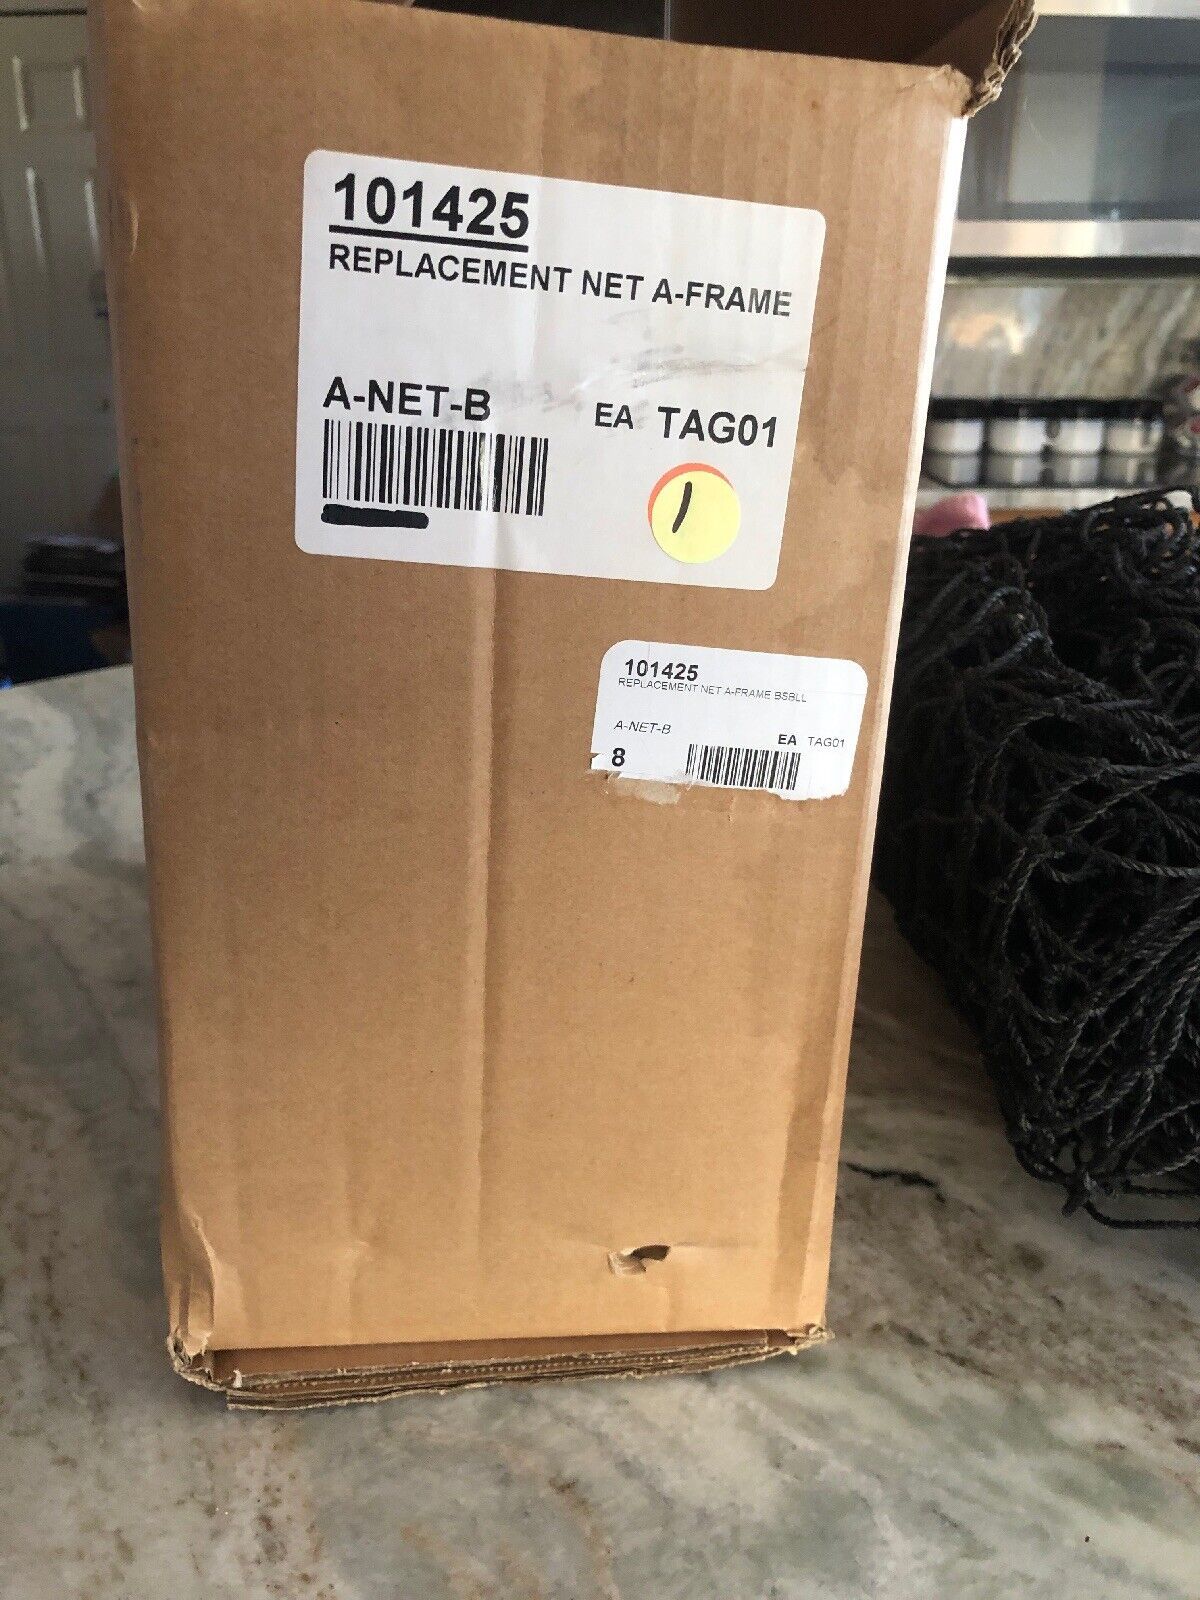 101425
REPLACEMENT NET A-FRAME
A-NET-B EA TAG01
1
101425
REPLACEMENT NET A-FRAME BSBLL
A-NET-B
EA TAG01
8